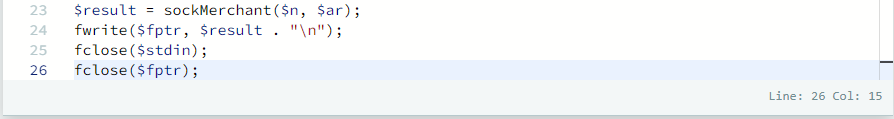 23 $result = sockMerchant($n, $ar);
24 fwrite($fptr, $result . "\n");
25 fclose($stdin);
26 fclose($fptr);
Line: 26 Col: 15